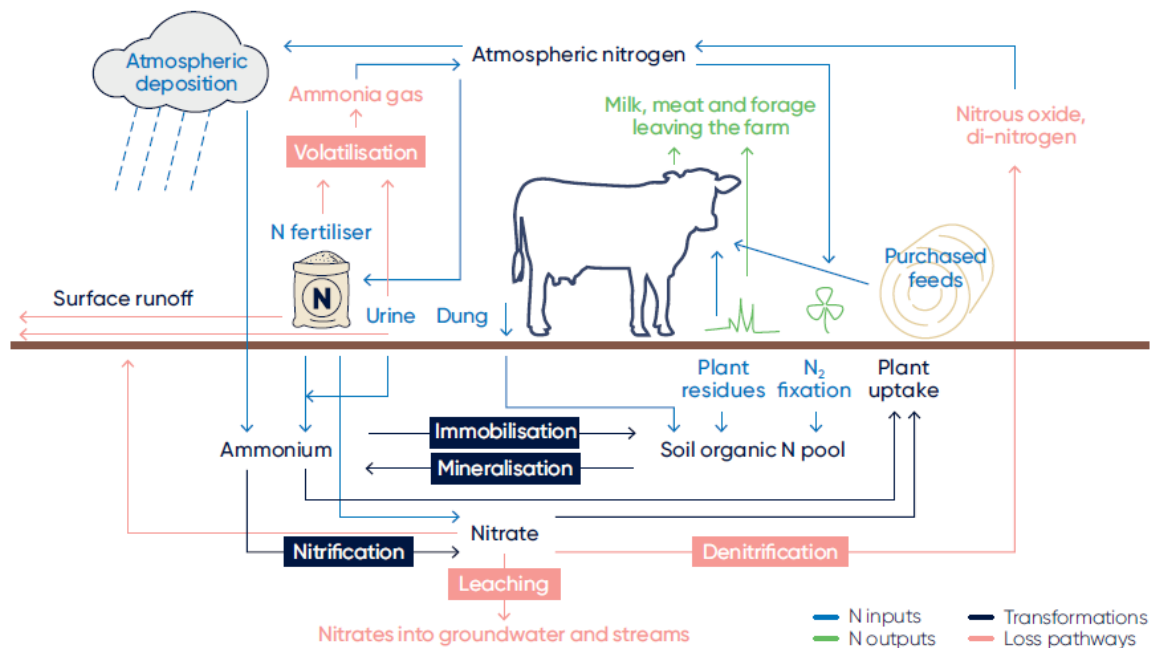 Atmospheric
deposition
Atmospheric nitrogen
Ammonia gas
Milk, meat and forage
leaving the farm
Nitrous oxide,
di-nitrogen
Volatilisation
N fertiliser
N
Purchased
feeds
Surface runoff
Urine
Dung
Plant
residues
N₂
fixation
Plant
uptake
Ammonium
Immobilisation
Mineralisation
Soil organic N pool
Nitrate
Nitrification
Denitrification
Leaching
Nitrates into groundwater and streams
N inputs
Transformations
N outputs
Loss pathways